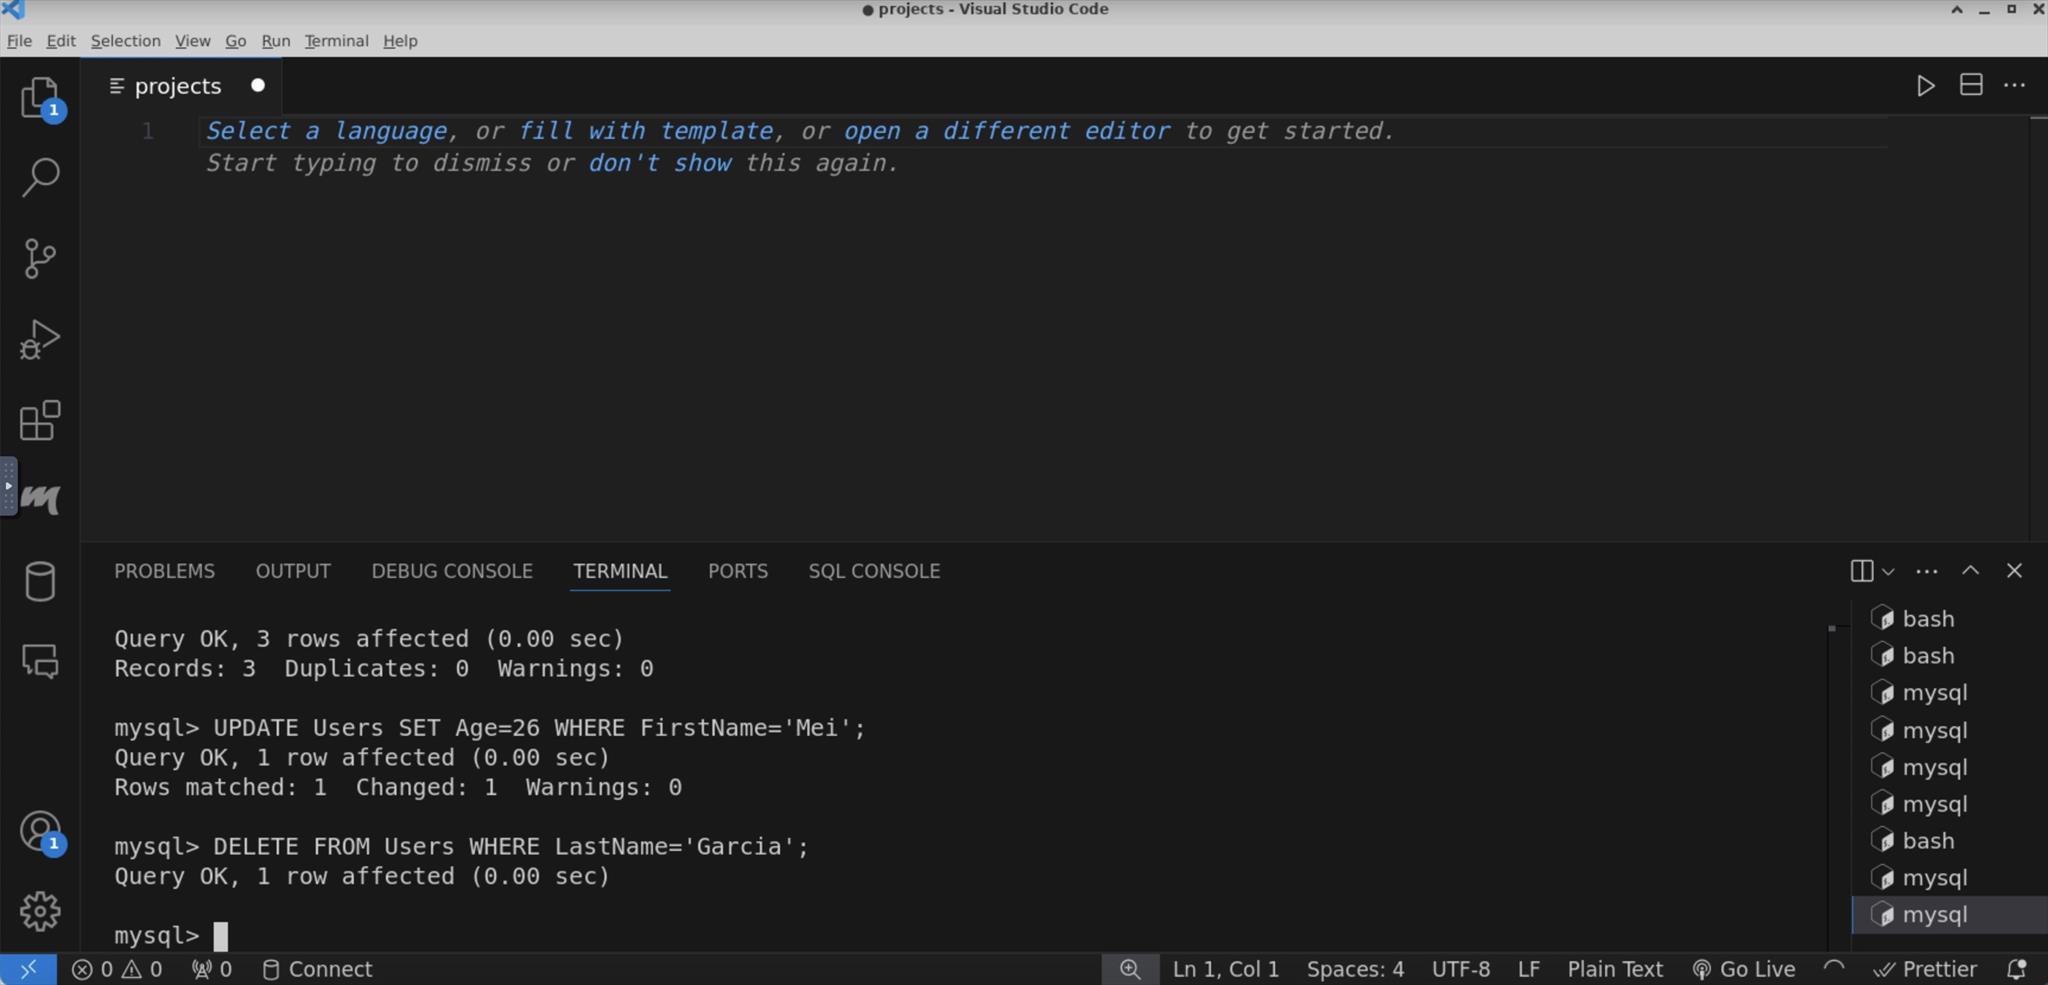 ● projects - Visual Studio Code
File Edit Selection View Go Run Terminal Help
projects
1
1 Select a language, or fill with template, or open a different editor to get started.
Start typing to dismiss or don't show this again.
PROBLEMS OUTPUT DEBUG CONSOLE TERMINAL PORTS SQL CONSOLE
Query OK, 3 rows affected (0.00 sec)
Records: 3  Duplicates: 0  Warnings: 0
mysql> UPDATE Users SET Age=26 WHERE FirstName='Mei';
Query OK, 1 row affected (0.00 sec)
Rows matched: 1  Changed: 1  Warnings: 0
mysql> DELETE FROM Users WHERE LastName='Garcia';
Query OK, 1 row affected (0.00 sec)
mysql>
bash
bash
mysql
mysql
mysql
mysql
bash
mysql
mysql
1
0 0 0 Connect Ln 1, Col 1 Spaces: 4 UTF-8 LF Plain Text Go Live Prettier